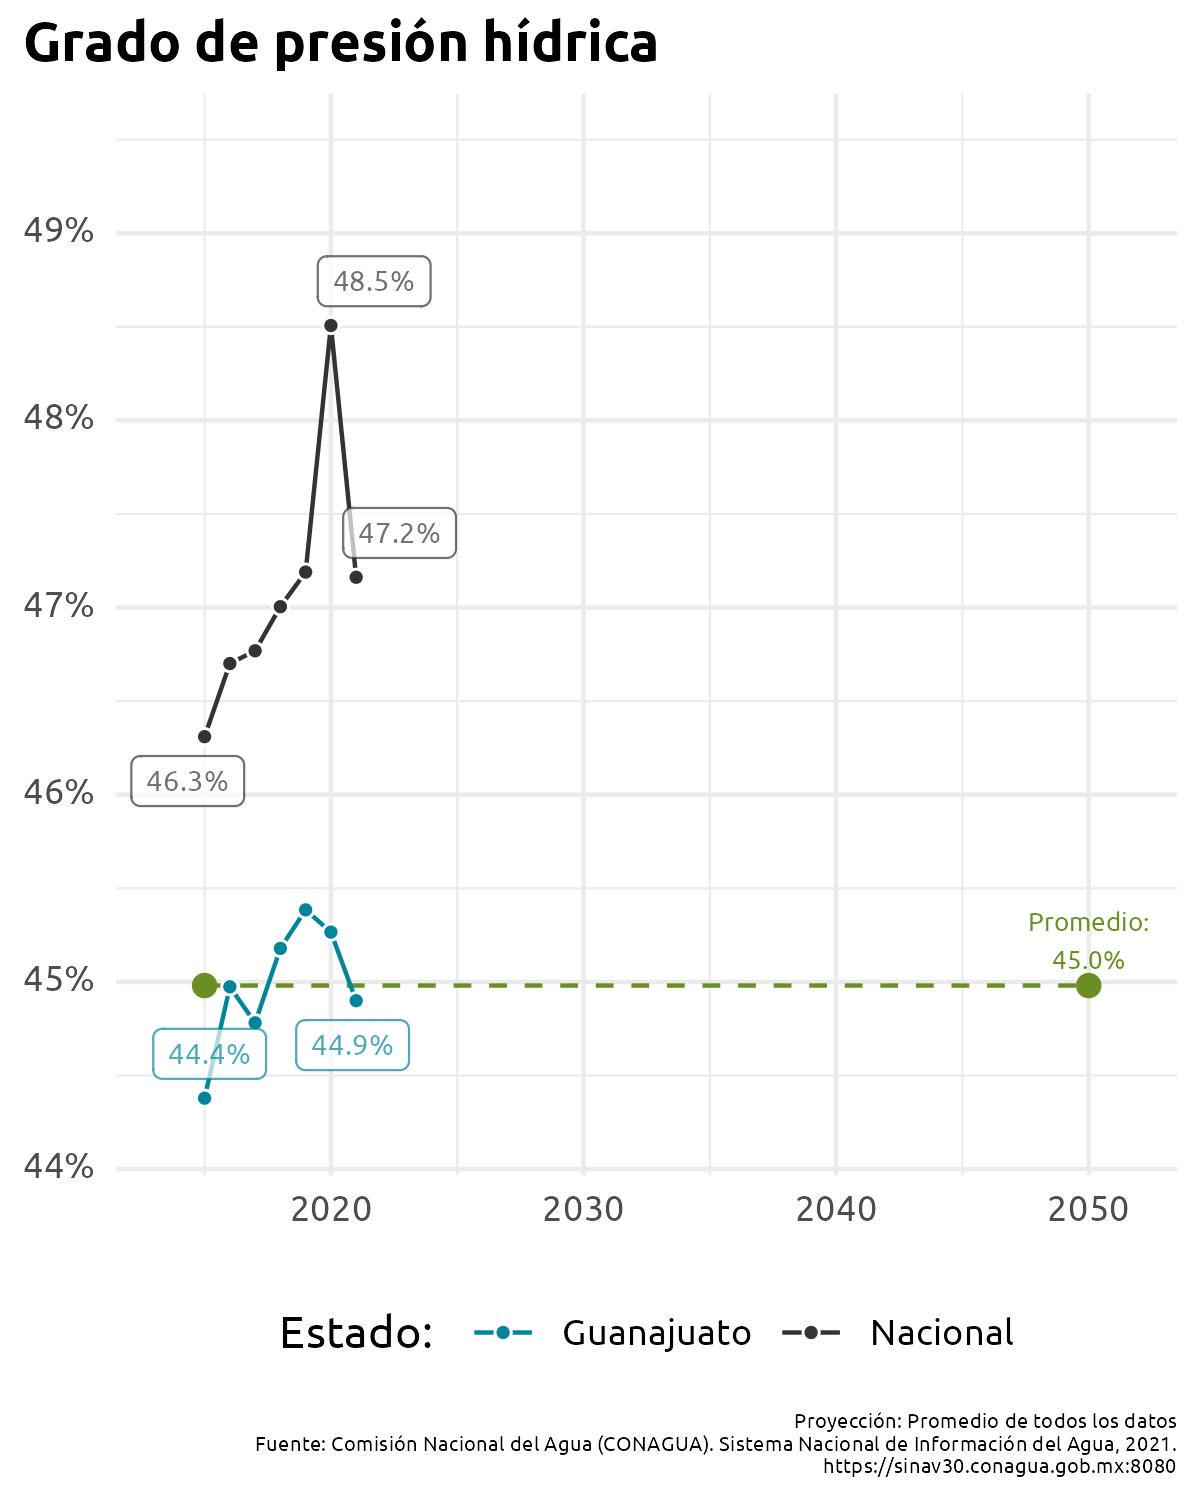 Grado de presión hídrica
49%
48.5%
48%
47.2%
47%
46.3%
46%
Promedio:
45.0%
45%
44.4%
44.9%
44%
2020
2030
2040
2050
Estado:
Guanajuato
Nacional
Proyección: Promedio de todos los datos
Fuente: Comisión Nacional del Agua (CONAGUA). Sistema Nacional de Información del Agua, 2021.
https://sinav30.conagua.gob.mx:8080